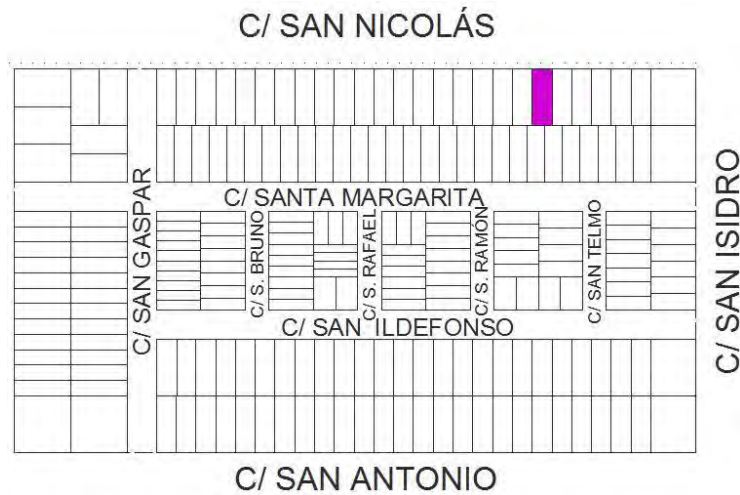 C/ SAN NICOLÁS
C/ SANTA MARGARITA
C/ SAN GASPAR
C/ S. BRUNO
C/ S. RAFAEL
C/ S. RAMÓN
C/ SAN TELMO
C/ SAN ISIDRO
C/ SAN ILDEFONSO
C/ SAN ANTONIO